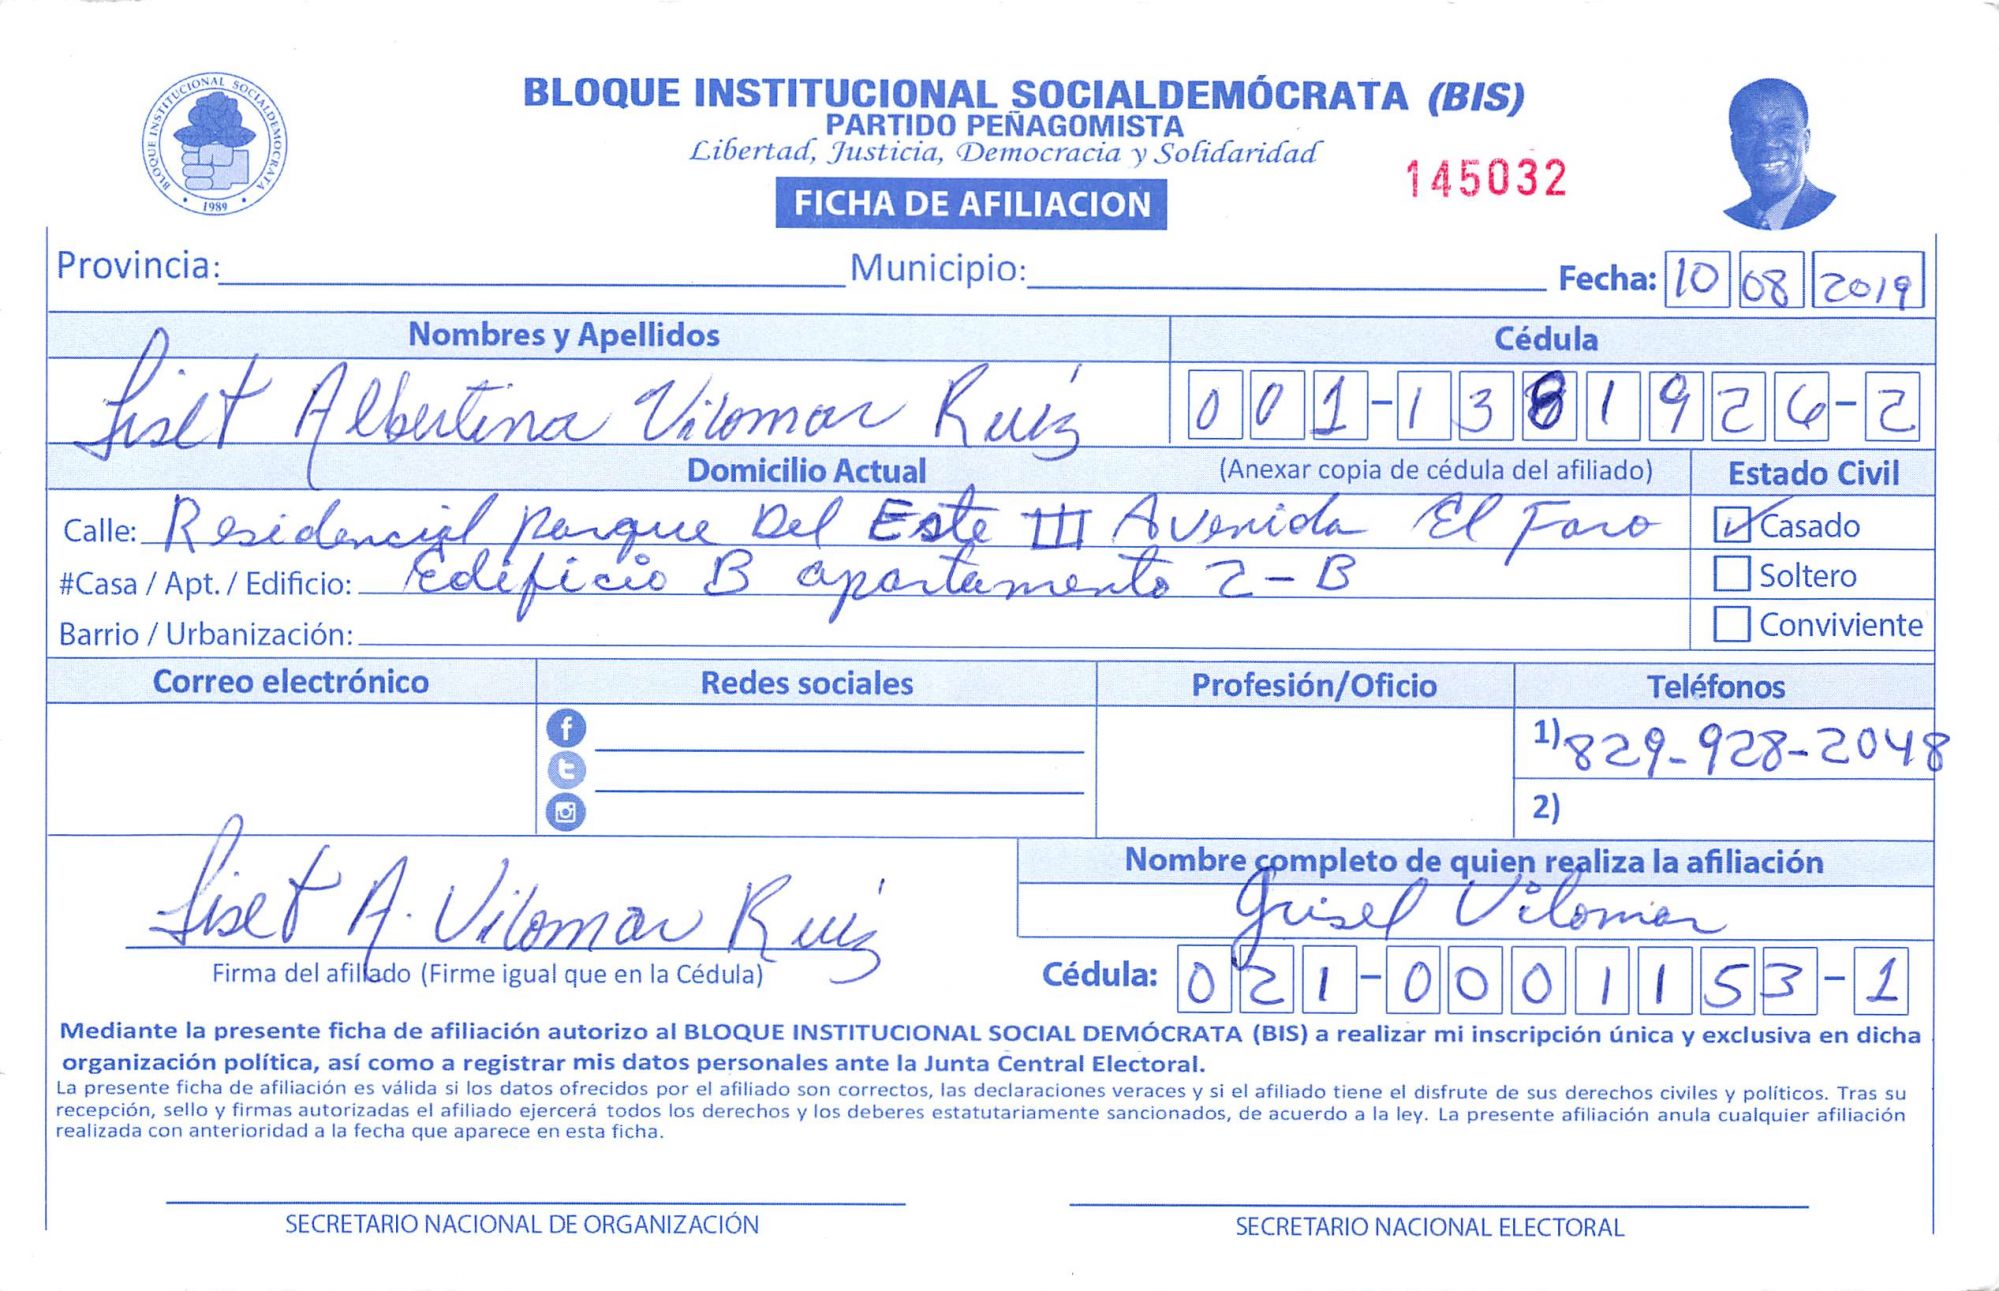 BLOQUE INSTITUCIONAL SOCIALDEMÓCRATA (BIS)
PARTIDO PEÑAGOMISTA
Libertad, Justicia, Democracia y Solidaridad
BLOQUE INSTITUCIONAL SOCIALDEMOCRATA
1989
145032
FICHA DE AFILIACION
Provincia: Municipio: Fecha: 10 08 2019
Nombres y Apellidos Cédula
Liset Albertina Vilomar Ruiz 001-1381926-2
Domicilio Actual (Anexar copia de cédula del afiliado) Estado Civil
Calle: Residencial parque Del Este III Avenida El Faro Casado
#Casa / Apt. / Edificio: Edificio B apartamento 2-B Soltero
Barrio / Urbanización: Conviviente
Correo electrónico Redes sociales Profesión/Oficio Teléfonos
1) 829-928-2048
2)
Nombre completo de quien realiza la afiliación
Liset A. Vilomar Ruiz Grisel Vilomar
Firma del afiliado (Firme igual que en la Cédula) Cédula: 021-0001153-1
Mediante la presente ficha de afiliación autorizo al BLOQUE INSTITUCIONAL SOCIAL DEMÓCRATA (BIS) a realizar mi inscripción única y exclusiva en dicha
organización política, así como a registrar mis datos personales ante la Junta Central Electoral.
La presente ficha de afiliación es válida si los datos ofrecidos por el afiliado son correctos, las declaraciones veraces y si el afiliado tiene el disfrute de sus derechos civiles y políticos. Tras su
recepción, sello y firmas autorizadas el afiliado ejercerá todos los derechos y los deberes estatutariamente sancionados, de acuerdo a la ley. La presente afiliación anula cualquier afiliación
realizada con anterioridad a la fecha que aparece en esta ficha.
SECRETARIO NACIONAL DE ORGANIZACIÓN SECRETARIO NACIONAL ELECTORAL